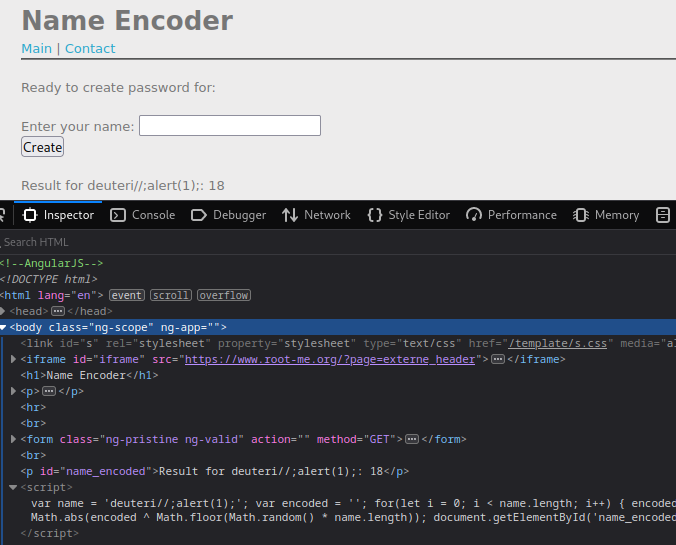 Name Encoder
Main | Contact
Ready to create password for:
Enter your name:
Create
Result for deuteri//;alert(1);: 18
Inspector Console Debugger Network Style Editor Performance Memory
Search HTML
<!--AngularJS-->
<!DOCTYPE html>
<html lang="en"> event scroll overflow
<head> ••• </head>
<body class="ng-scope" ng-app="">
<link id="s" rel="stylesheet" property="stylesheet" type="text/css" href="/template/s.css" media="al
<iframe id="iframe" src="https://www.root-me.org/?page=externe_header"> ••• </iframe>
<h1>Name Encoder</h1>
<p> ••• </p>
<hr>
<br>
<form class="ng-pristine ng-valid" action="" method="GET"> ••• </form>
<br>
<p id="name_encoded">Result for deuteri//;alert(1);: 18</p>
<script>
var name = 'deuteri//;alert(1);'; var encoded = ''; for(let i = 0; i < name.length; i++) { encoded
Math.abs(encoded ^ Math.floor(Math.random() * name.length)); document.getElementById('name_encoded
</script>